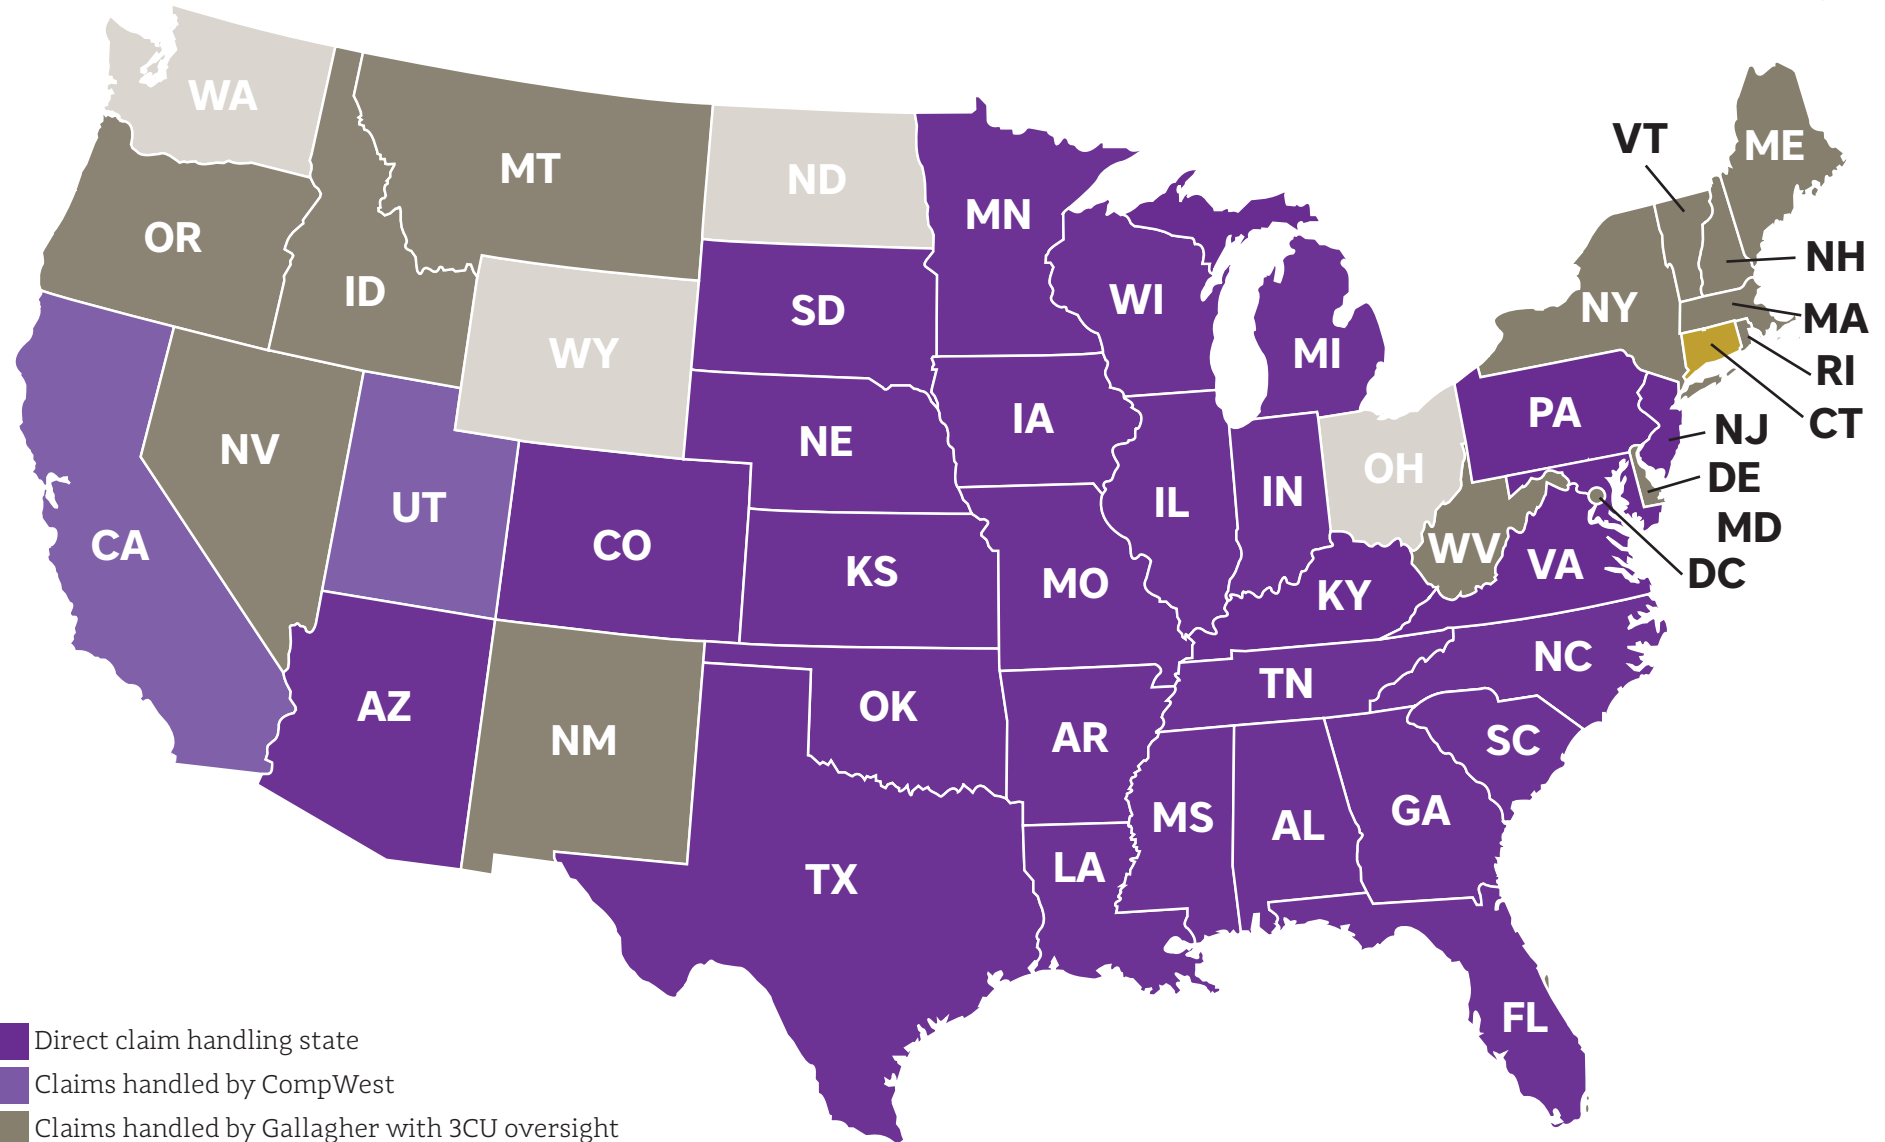 WA
MT
ND
MN
VT
ME
OR
ID
SD
WI
MI
NY
NH
MA
RI
CT
WY
NV
UT
CA
NE
IA
PA
NJ
DE
MD
DC
CO
KS
MO
IL
IN
OH
WV
VA
KY
AZ
NM
OK
AR
TN
NC
SC
TX
LA
MS
AL
GA
FL
Direct claim handling state
Claims handled by CompWest
Claims handled by Gallagher with 3CU oversight